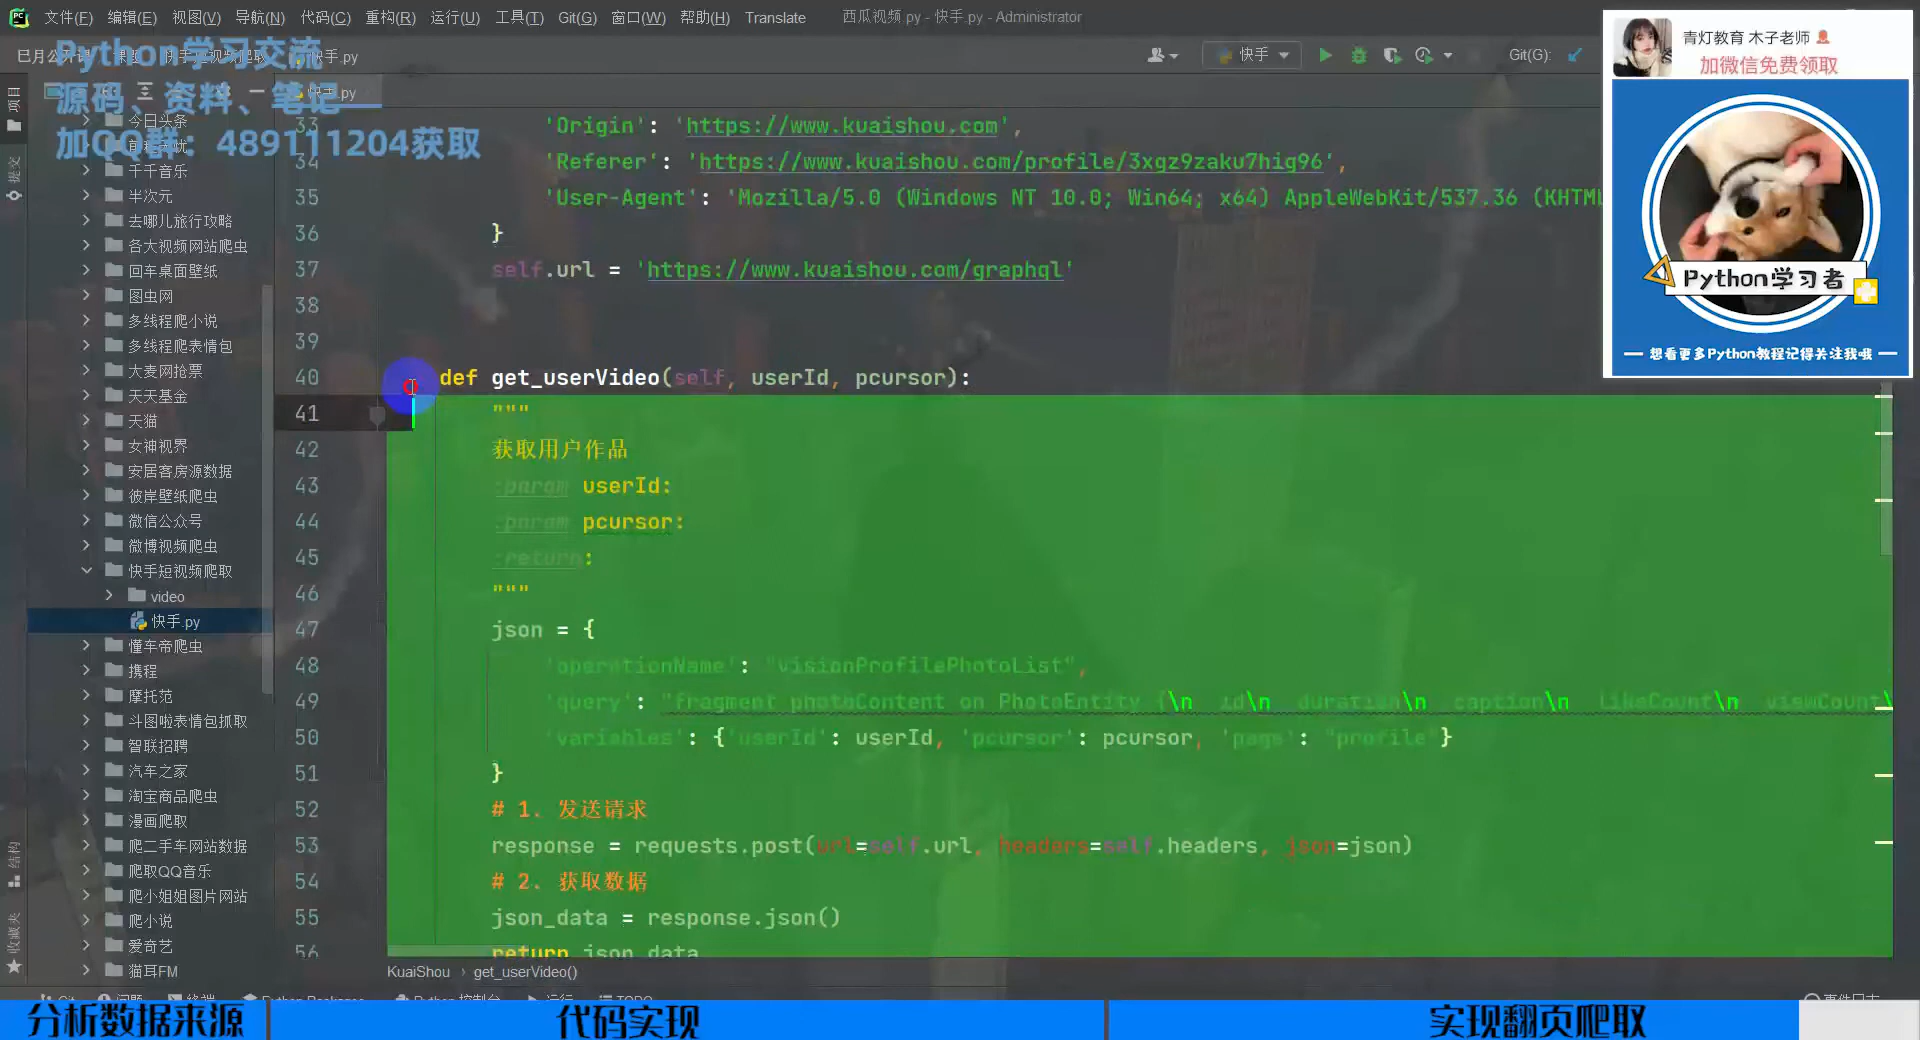 文件(F) 编辑(E) 视图(V) 导航(N) 代码(C) 重构(R) 运行(U) 工具(T) Git(G) 窗口(W) 帮助(H) Translate 西瓜视频.py - 快手.py - Administrator
快手.py
快手
Git(G):
Python学习交流
源码、资料、笔记
加QQ群：489111204获取
青灯教育 木子老师
加微信免费领取
Python学习者
想看更多Python教程记得关注我哦
项目
提交
结构
收藏夹
快手.py
今日头条
千千音乐
半次元
去哪儿旅行攻略
各大视频网站爬虫
回车桌面壁纸
图虫网
多线程爬小说
多线程爬表情包
大麦网抢票
天天基金
天猫
女神视界
安居客房源数据
彼岸壁纸爬虫
微信公众号
微博视频爬虫
快手短视频爬取
video
快手.py
懂车帝爬虫
携程
摩托范
斗图啦表情包抓取
智联招聘
汽车之家
淘宝商品爬虫
漫画爬取
爬二手车网站数据
爬取QQ音乐
爬小姐姐图片网站
爬小说
爱奇艺
猫耳FM
33 'Origin': 'https://www.kuaishou.com',
34 'Referer': 'https://www.kuaishou.com/profile/3xgz9zaku7hig96',
35 'User-Agent': 'Mozilla/5.0 (Windows NT 10.0; Win64; x64) AppleWebKit/537.36 (KHTML
36 }
37 self.url = 'https://www.kuaishou.com/graphql'
38
39
40 def get_userVideo(self, userId, pcursor):
41 """
42 获取用户作品
43 :param userId:
44 :param pcursor:
45 :return:
46 """
47 json = {
48 'operationName': "visionProfilePhotoList",
49 'query': "fragment photoContent on PhotoEntity {\n  id\n  duration\n  caption\n  likeCount\n  viewCount\
50 'variables': {'userId': userId, 'pcursor': pcursor, 'page': "profile"}
51 }
52 # 1. 发送请求
53 response = requests.post(url=self.url, headers=self.headers, json=json)
54 # 2. 获取数据
55 json_data = response.json()
56 return json_data
KuaiShou › get_userVideo()
分析数据来源
代码实现
实现翻页爬取